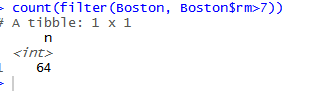 > count(filter(Boston, Boston$rm>7))
# A tibble: 1 x 1
n
<int>
1 64
>